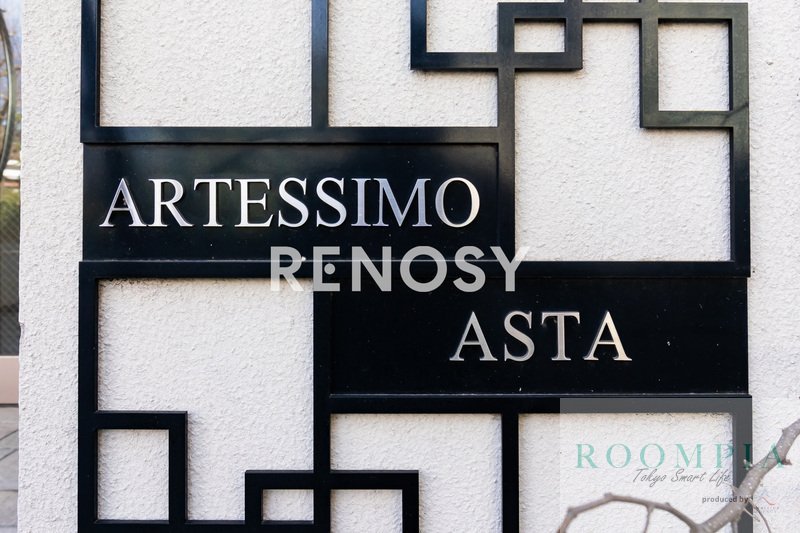 ARTESSIMO
RENOSY
ASTA
ROOMPIA
Tokyo Smart Life
produced by